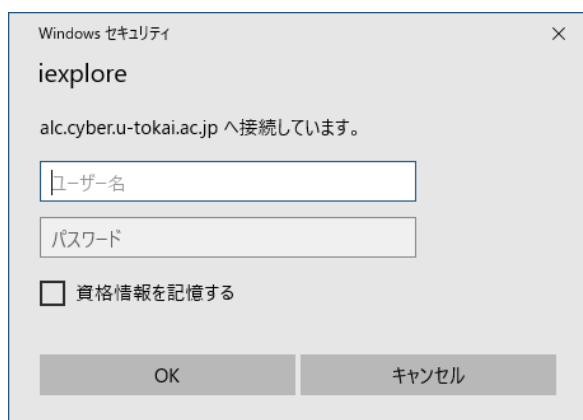 Windows セキュリティ
iexplore
alc.cyber.u-tokai.ac.jp へ接続しています。
ユーザー名
パスワード
資格情報を記憶する
OK
キャンセル